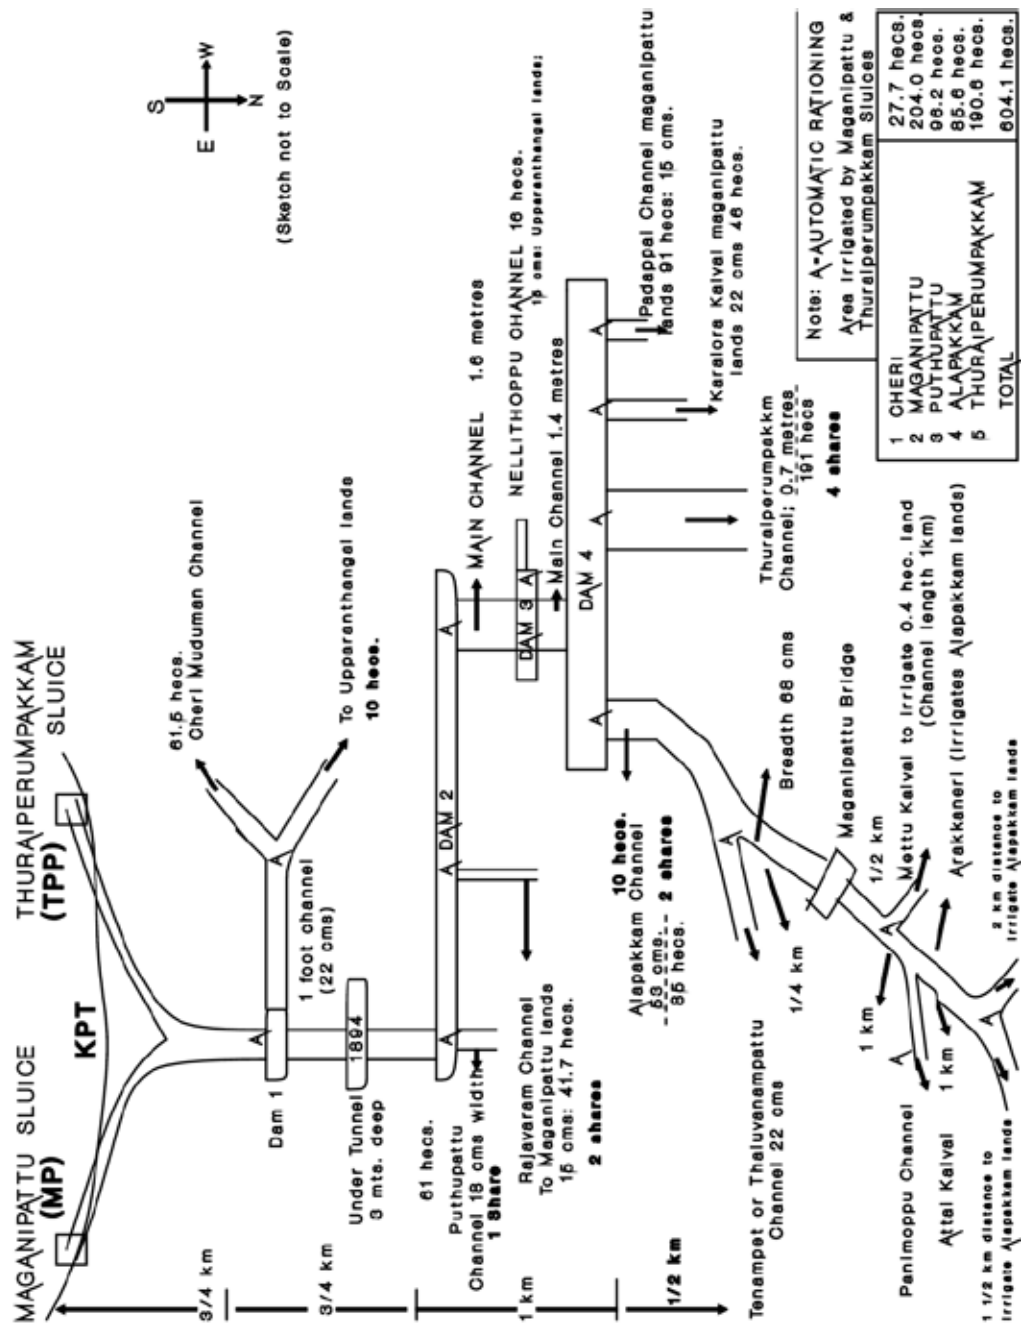 MAGANIPATTU SLUICE
(MP)
KPT
THURAIPERUMPAKKAM
SLUICE
(TPP)
S
E
W
N
(Sketch not to Scale)
3/4 km
3/4 km
1 km
1/2 km
61.5 hecs.
Cheri Muduman Channel
To Upparanthangal lands
10 hecs.
A
A
1 foot channel
(22 cms)
Dam 1
1894
Under Tunnel
3 mts. deep
A
A
A
DAM 2
61 hecs.
Puthupattu
Channel 18 cms width
1 Share
Rajavaram Channel
To Maganipattu lands
15 cms: 41.7 hecs.
2 shares
MAIN CHANNEL 1.6 metres
NELLITHOPPU CHANNEL 16 hecs.
15 cms: Upparanthangal lands:
DAM 3 A
Main Channel 1.4 metres
DAM 4
A
A
A
A
Padappal Channel maganipattu
lands 91 hecs: 15 cms.
Karalora Kalval maganipattu
lands 22 cms 46 hecs.
Thuraiperumpakkm
Channel; 0.7 metres
191 hecs
4 shares
10 hecs.
Alapakkam Channel
53 cms.
85 hecs.
2 shares
A
Breadth 68 cms
1/4 km
Tenampet or Thaluvanampattu
Channel 22 cms
Maganipattu Bridge
1/2 km
A
Mettu Kalval to Irrigate 0.4 hec. land
(Channel length 1km)
Arakkaneri (Irrigates Alapakkam lands)
1 km
A
Panimoppu Channel
1 km
Attal Kalval
A
2 km distance to
Irrigate Alapakkam lands
1 1/2 km distance to
Irrigate Alapakkam lands
Note: A=AUTOMATIC RATIONING
Area Irrigated by Maganipattu &
Thuraiperumpakkam Sluices
1 CHERI 27.7 hecs.
2 MAGANIPATTU 204.0 hecs.
3 PUTHUPATTU 96.2 hecs.
4 ALAPAKKAM 85.6 hecs.
5 THURAIPERUMPAKKAM 190.6 hecs.
TOTAL 604.1 hecs.